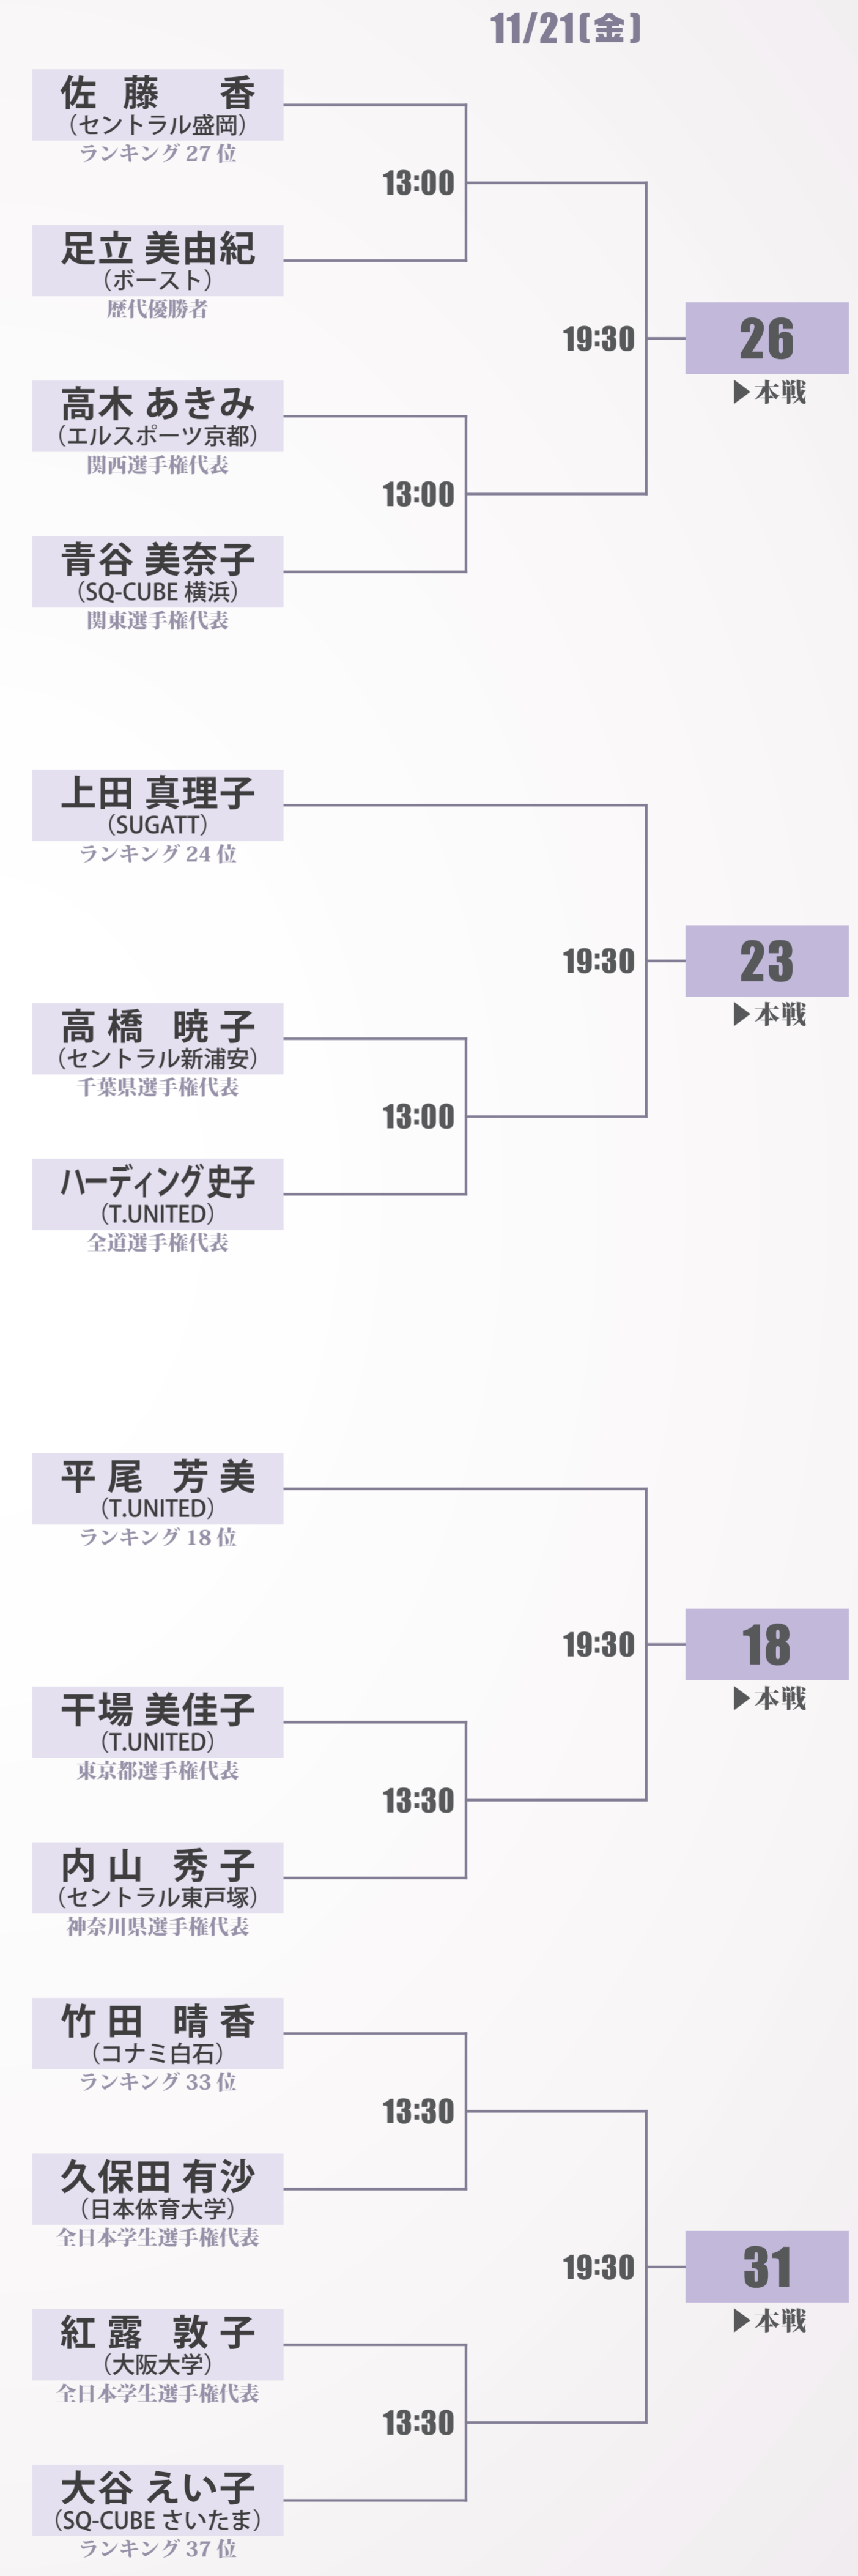 11/21(金)
佐藤 香
（セントラル盛岡）
ランキング 27 位
13:00
足立 美由紀
（ボースト）
歴代優勝者
19:30
26
▶本戦
高木 あきみ
（エルスポーツ京都）
関西選手権代表
13:00
青谷 美奈子
（SQ-CUBE 横浜）
関東選手権代表
上田 真理子
（SUGATT）
ランキング 24 位
19:30
23
▶本戦
高橋 暁子
（セントラル新浦安）
千葉県選手権代表
13:00
ハーディング 史子
（T.UNITED）
全道選手権代表
平尾 芳美
（T.UNITED）
ランキング 18 位
19:30
18
▶本戦
干場 美佳子
（T.UNITED）
東京都選手権代表
13:30
内山 秀子
（セントラル東戸塚）
神奈川県選手権代表
竹田 晴香
（コナミ白石）
ランキング 33 位
13:30
久保田 有沙
（日本体育大学）
全日本学生選手権代表
19:30
31
▶本戦
紅露 敦子
（大阪大学）
全日本学生選手権代表
13:30
大谷 えい子
（SQ-CUBE さいたま）
ランキング 37 位